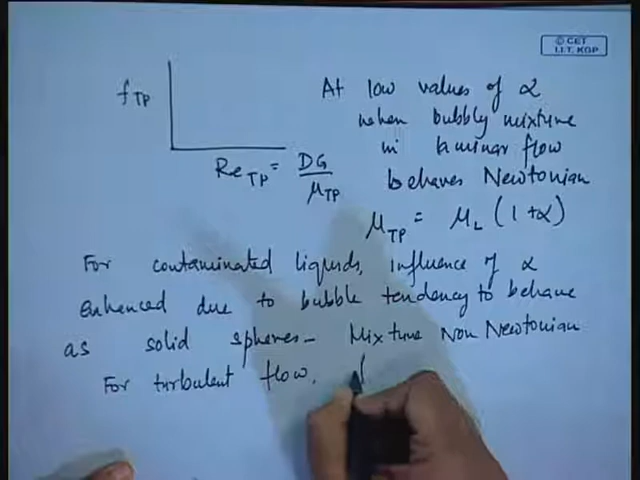 © CET
I.I.T. KGP
f_TP
Re_TP = DG / μ_TP
At low values of α
when bubbly mixture
in laminar flow
behaves Newtonian
μ_TP = μ_L (1+α)
For contaminated liquids, influence of α
enhanced due to bubble tendency to behave
as solid spheres - Mixture Non Newtonian
For turbulent flow,